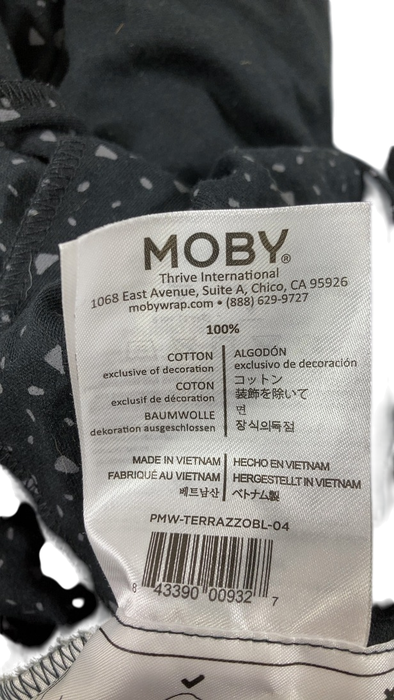 MOBY®
Thrive International
1068 East Avenue, Suite A, Chico, CA 95926
mobywrap.com • (888) 629-9727
100%
COTTON
exclusive of decoration
COTON
exclusif de décoration
BAUMWOLLE
dekoration ausgeschlossen
ALGODÓN
exclusivo de decoración
コットン
装飾を除いて
면
장식의독점
MADE IN VIETNAM
FABRIQUÉ AU VIETNAM
베트남산
HECHO EN VIETNAM
HERGESTELLT IN VIETNAM
ベトナム製
PMW-TERRAZZOBL-04
8 43390 00932 7